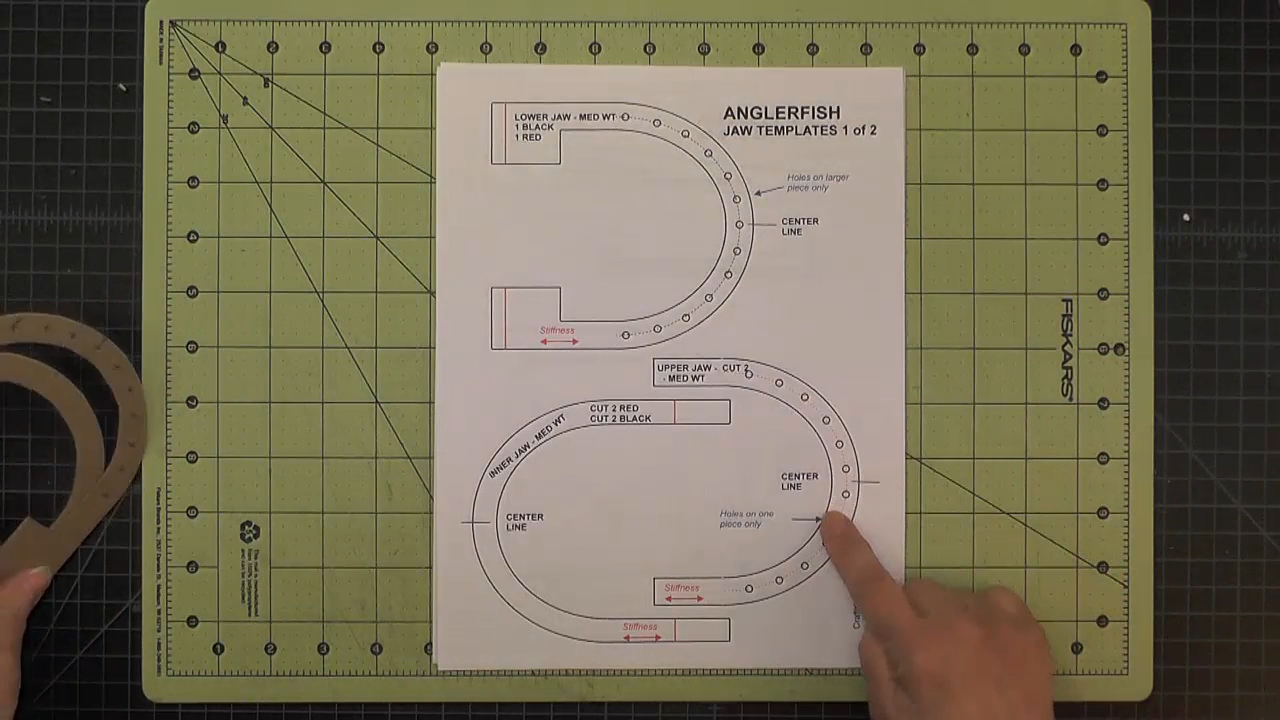 ANGLERFISH
JAW TEMPLATES 1 of 2
LOWER JAW - MED WT
1 BLACK
1 RED
Holes on larger
piece only
CENTER
LINE
Stiffness
UPPER JAW - CUT 2
- MED WT
CUT 2 RED
CUT 2 BLACK
INNER JAW - MED WT
CENTER
LINE
Holes on one
piece only
CENTER
LINE
Stiffness
Stiffness
FISKARS